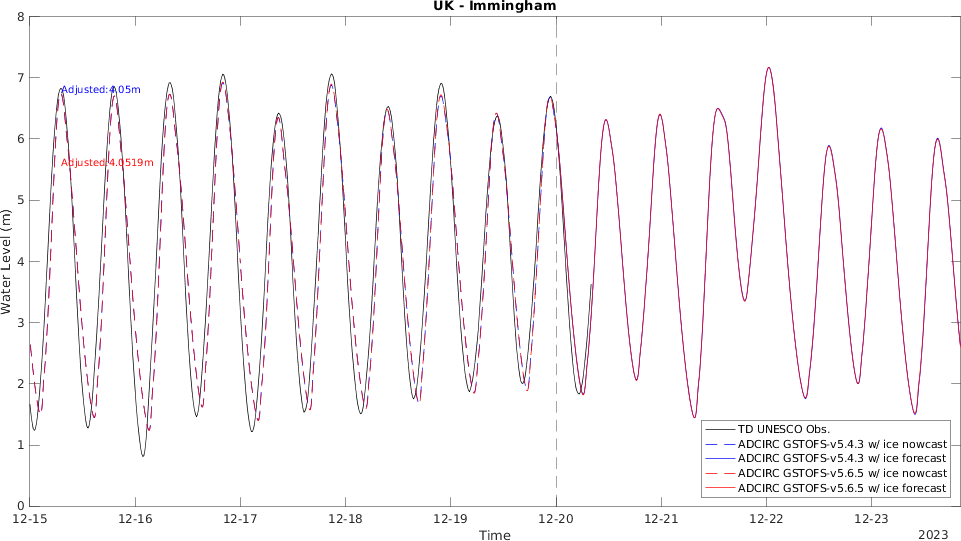 UK - Immingham
8
7
6
5
4
3
2
1
0
Water Level (m)
Adjusted:4.05m
Adjusted:4.0519m
TD UNESCO Obs.
ADCIRC GSTOFS-v5.4.3 w/ ice nowcast
ADCIRC GSTOFS-v5.4.3 w/ ice forecast
ADCIRC GSTOFS-v5.6.5 w/ ice nowcast
ADCIRC GSTOFS-v5.6.5 w/ ice forecast
12-15 12-16 12-17 12-18 12-19 12-20 12-21 12-22 12-23
Time
2023